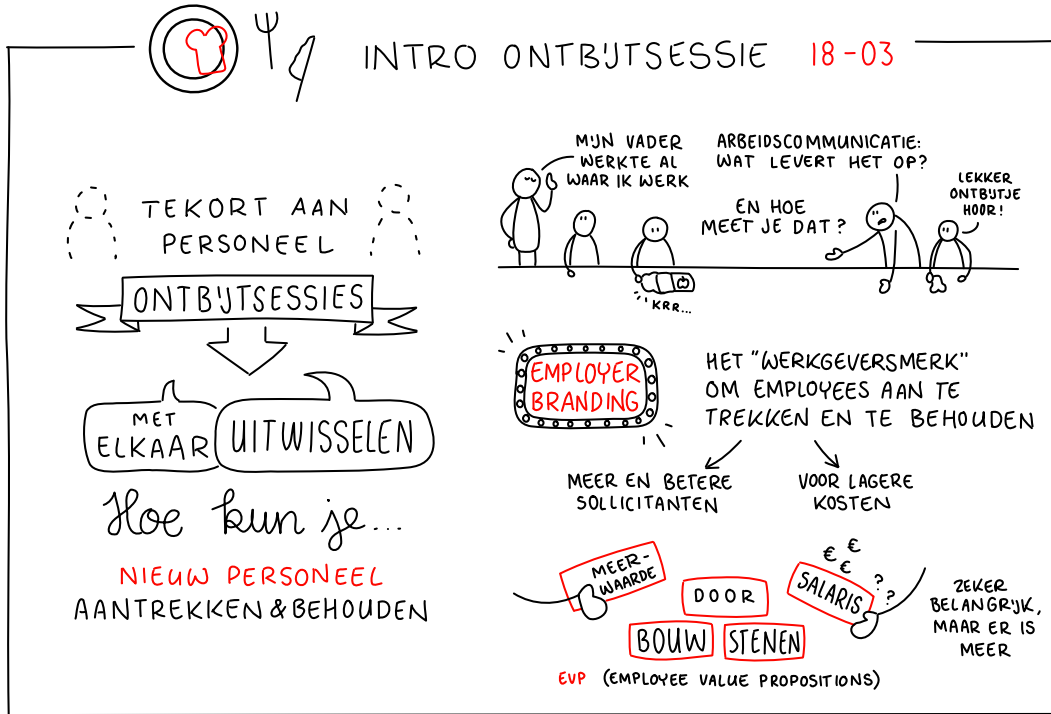 INTRO ONTBIJTSESSIE 18-03
TEKORT AAN
PERSONEEL
ONTBIJTSESSIES
MET
ELKAAR
UITWISSELEN
Hoe kun je...
NIEUW PERSONEEL
AANTREKKEN & BEHOUDEN
MIJN VADER
WERKTE AL
WAAR IK WERK
ARBEIDSCOMMUNICATIE:
WAT LEVERT HET OP?
EN HOE
MEET JE DAT?
LEKKER
ONTBIJTJE
HOOR!
KRR...
EMPLOYER
BRANDING
HET "WERKGEVERSMERK"
OM EMPLOYEES AAN TE
TREKKEN EN TE BEHOUDEN
MEER EN BETERE
SOLLICITANTEN
VOOR LAGERE
KOSTEN
MEER-
WAARDE
DOOR
BOUW STENEN
€ € €
SALARIS
? ?
ZEKER
BELANGRIJK,
MAAR ER IS
MEER
EVP (EMPLOYEE VALUE PROPOSITIONS)